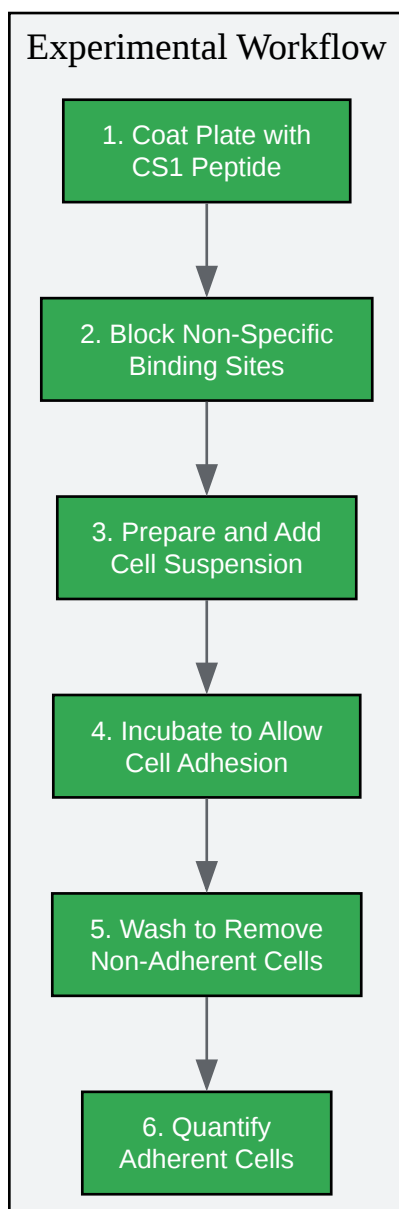 Experimental Workflow
1. Coat Plate with
CS1 Peptide
2. Block Non-Specific
Binding Sites
3. Prepare and Add
Cell Suspension
4. Incubate to Allow
Cell Adhesion
5. Wash to Remove
Non-Adherent Cells
6. Quantify
Adherent Cells